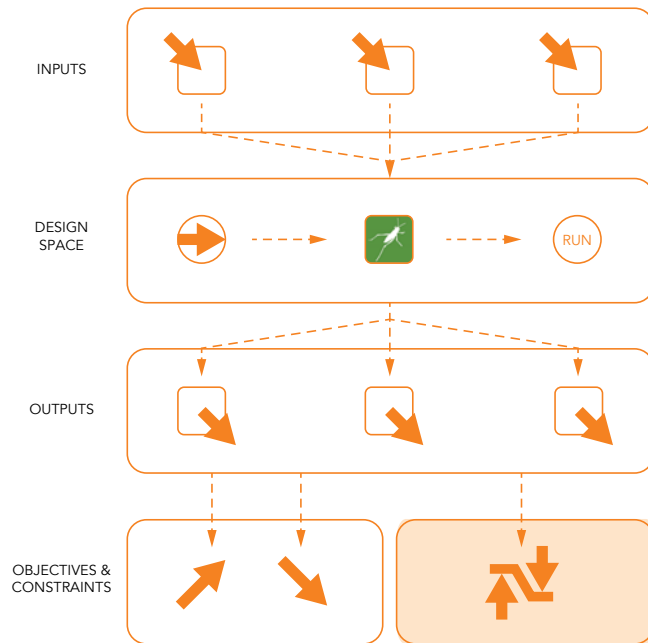 INPUTS
DESIGN
SPACE
RUN
OUTPUTS
OBJECTIVES &
CONSTRAINTS